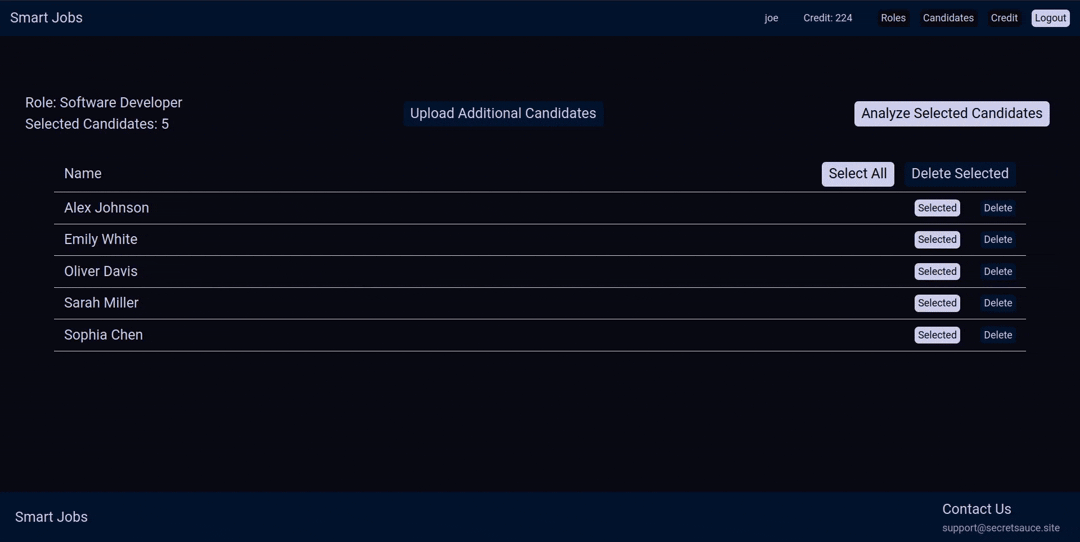 Smart Jobs joe Credit: 224 Roles Candidates Credit Logout
Role: Software Developer
Selected Candidates: 5
Upload Additional Candidates
Analyze Selected Candidates
Name Select All Delete Selected
Alex Johnson Selected Delete
Emily White Selected Delete
Oliver Davis Selected Delete
Sarah Miller Selected Delete
Sophia Chen Selected Delete
Smart Jobs
Contact Us
support@secretsauce.site